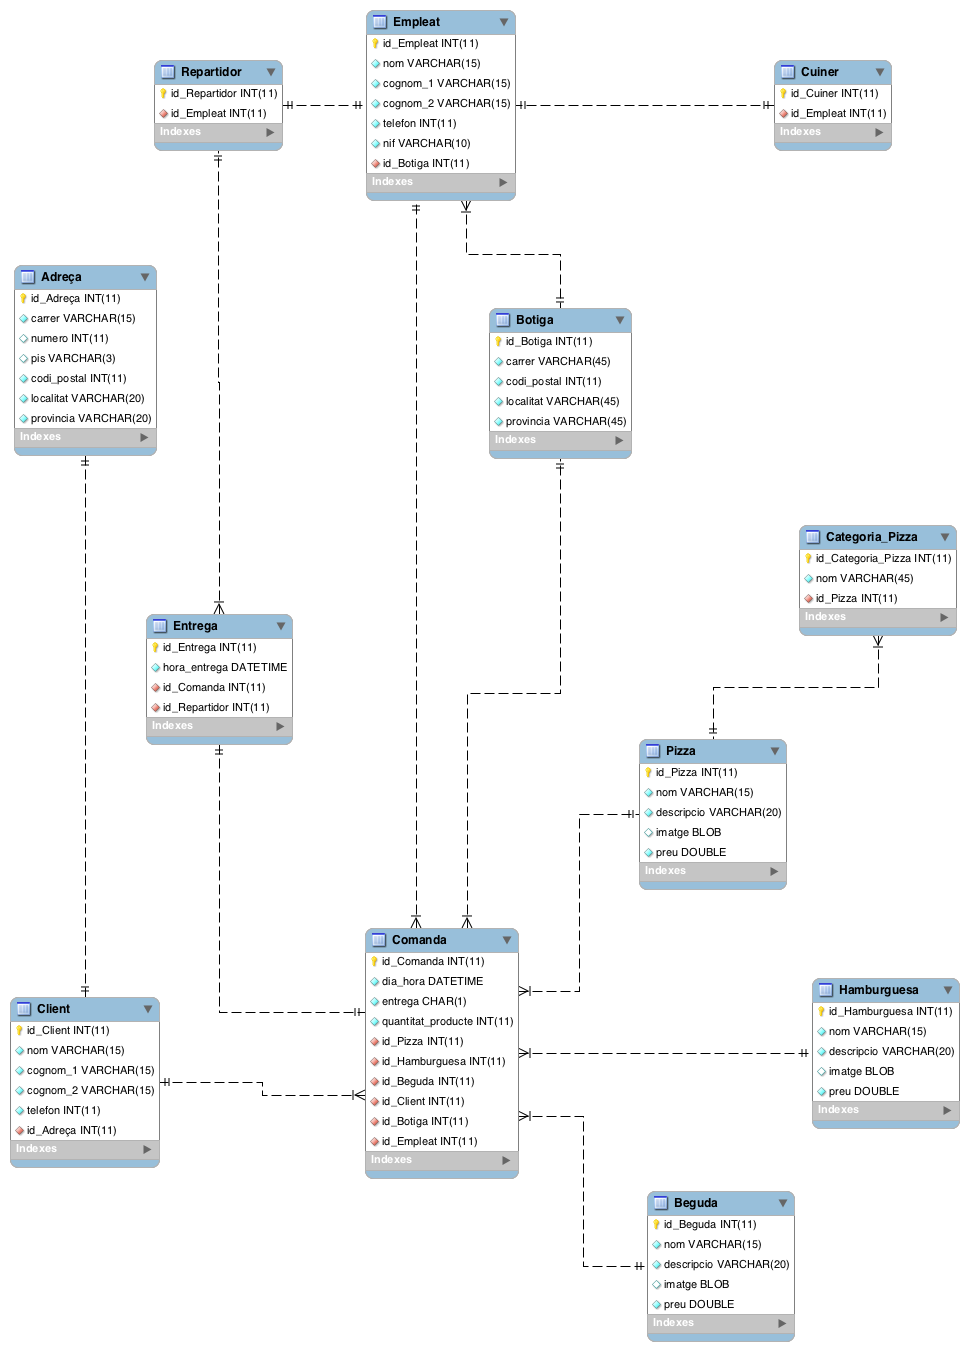 Empleat
id_Empleat INT(11)
nom VARCHAR(15)
cognom_1 VARCHAR(15)
cognom_2 VARCHAR(15)
telefon INT(11)
nif VARCHAR(10)
id_Botiga INT(11)
Indexes
Repartidor
id_Repartidor INT(11)
id_Empleat INT(11)
Indexes
Cuiner
id_Cuiner INT(11)
id_Empleat INT(11)
Indexes
Adreça
id_Adreça INT(11)
carrer VARCHAR(15)
numero INT(11)
pis VARCHAR(3)
codi_postal INT(11)
localitat VARCHAR(20)
provincia VARCHAR(20)
Indexes
Botiga
id_Botiga INT(11)
carrer VARCHAR(45)
codi_postal INT(11)
localitat VARCHAR(45)
provincia VARCHAR(45)
Indexes
Categoria_Pizza
id_Categoria_Pizza INT(11)
nom VARCHAR(45)
id_Pizza INT(11)
Indexes
Entrega
id_Entrega INT(11)
hora_entrega DATETIME
id_Comanda INT(11)
id_Repartidor INT(11)
Indexes
Pizza
id_Pizza INT(11)
nom VARCHAR(15)
descripcio VARCHAR(20)
imatge BLOB
preu DOUBLE
Indexes
Comanda
id_Comanda INT(11)
dia_hora DATETIME
entrega CHAR(1)
quantitat_producte INT(11)
id_Pizza INT(11)
id_Hamburguesa INT(11)
id_Beguda INT(11)
id_Client INT(11)
id_Botiga INT(11)
id_Empleat INT(11)
Indexes
Hamburguesa
id_Hamburguesa INT(11)
nom VARCHAR(15)
descripcio VARCHAR(20)
imatge BLOB
preu DOUBLE
Indexes
Client
id_Client INT(11)
nom VARCHAR(15)
cognom_1 VARCHAR(15)
cognom_2 VARCHAR(15)
telefon INT(11)
id_Adreça INT(11)
Indexes
Beguda
id_Beguda INT(11)
nom VARCHAR(15)
descripcio VARCHAR(20)
imatge BLOB
preu DOUBLE
Indexes